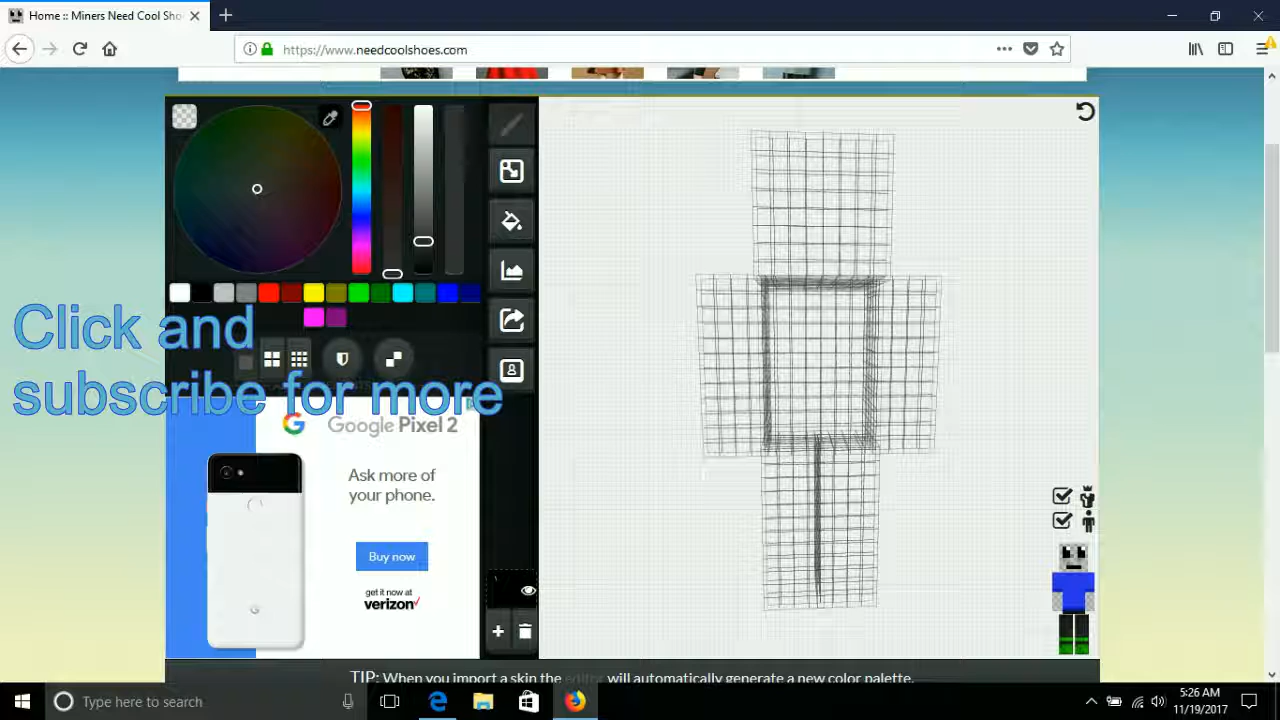 Home :: Miners Need Cool Sho
https://www.needcoolshoes.com
Click and
subscribe for more
Google Pixel 2
Ask more of
your phone.
Buy now
get it now at
verizon✓
TIP: When you import a skin the editor will automatically generate a new color palette.
Type here to search
5:26 AM
11/19/2017